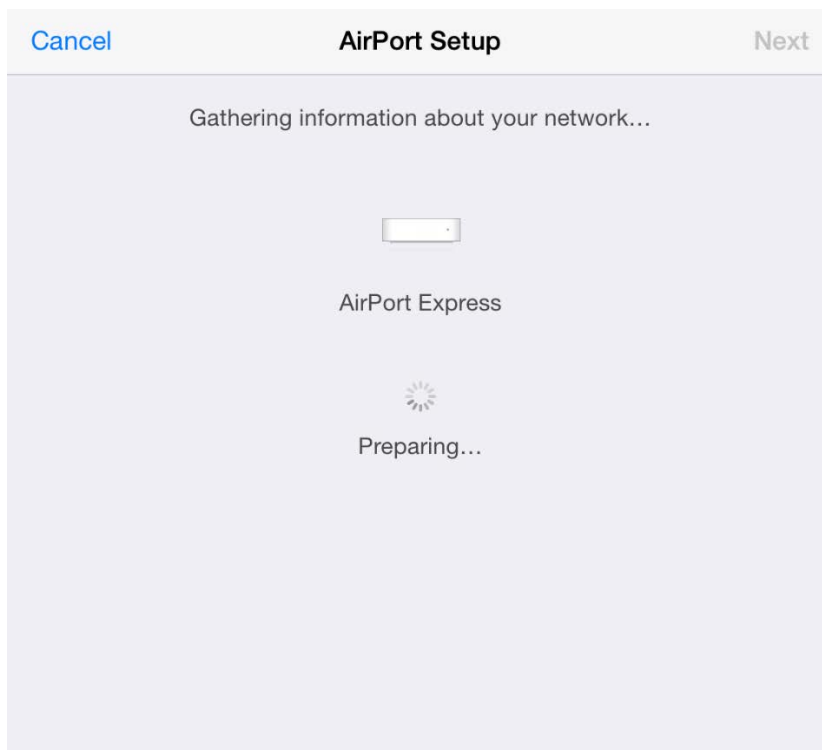 Cancel AirPort Setup Next
Gathering information about your network…
AirPort Express
Preparing…